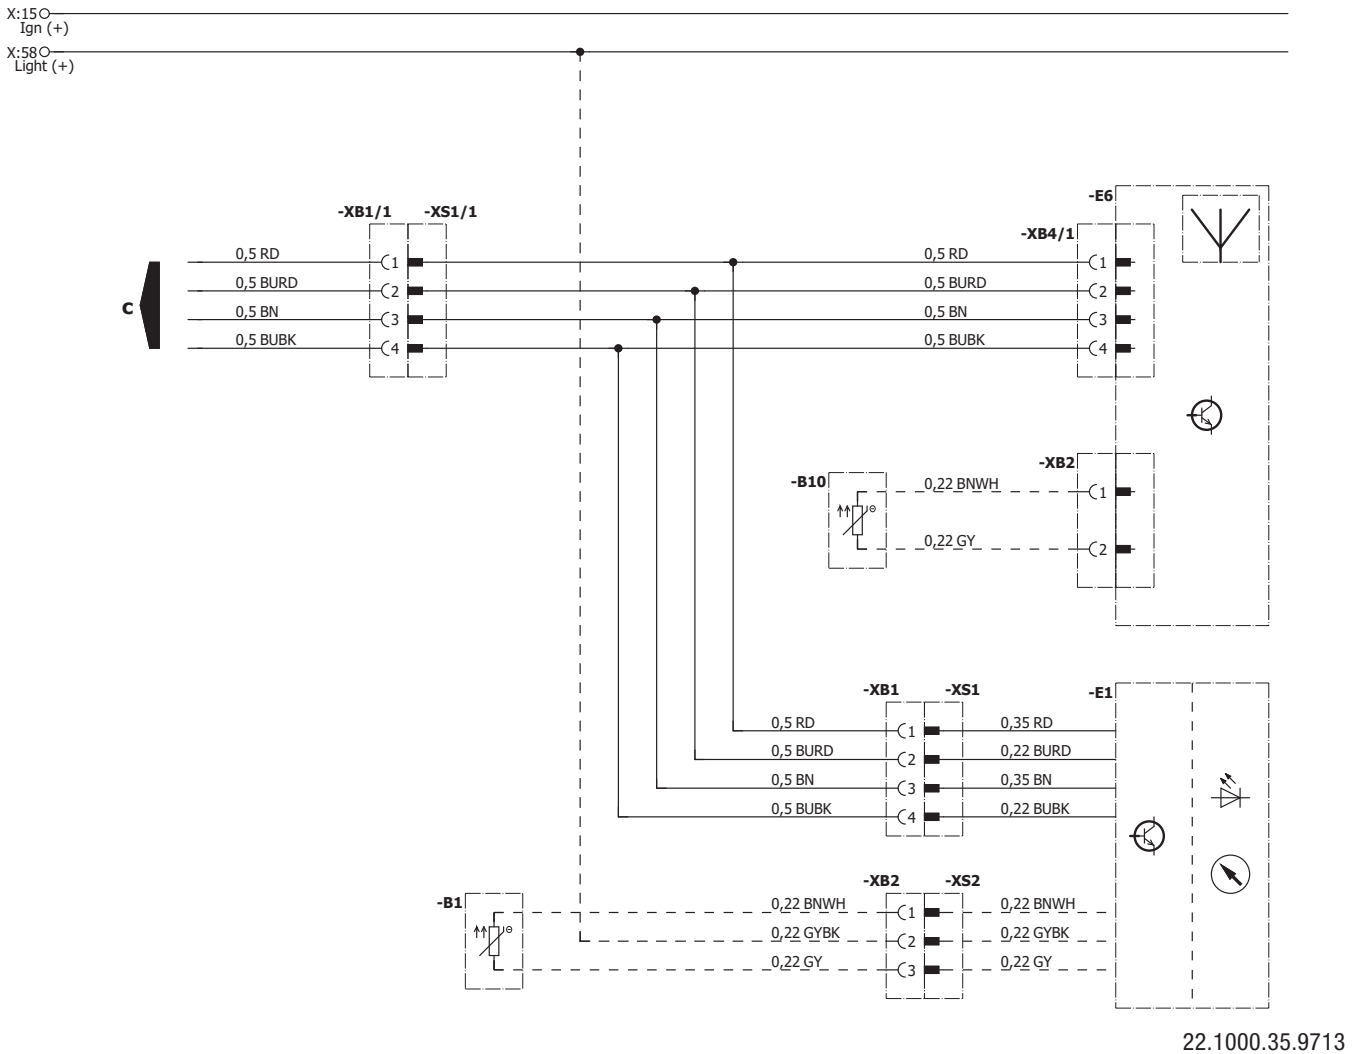 X:15
Ign (+)
X:58
Light (+)
-E6
-XB1/1 -XS1/1
-XB4/1
0,5 RD 1 0,5 RD 1
0,5 BURD 2 0,5 BURD 2
C
0,5 BN 3 0,5 BN 3
0,5 BUBK 4 0,5 BUBK 4
-XB2
-B10
0,22 BNWH 1
Θ
0,22 GY 2
-XB1 -XS1 -E1
0,5 RD 1 0,35 RD
0,5 BURD 2 0,22 BURD
0,5 BN 3 0,35 BN
0,5 BUBK 4 0,22 BUBK
-XB2 -XS2
-B1 0,22 BNWH 1 0,22 BNWH
Θ 0,22 GYBK 2 0,22 GYBK
0,22 GY 3 0,22 GY
22.1000.35.9713